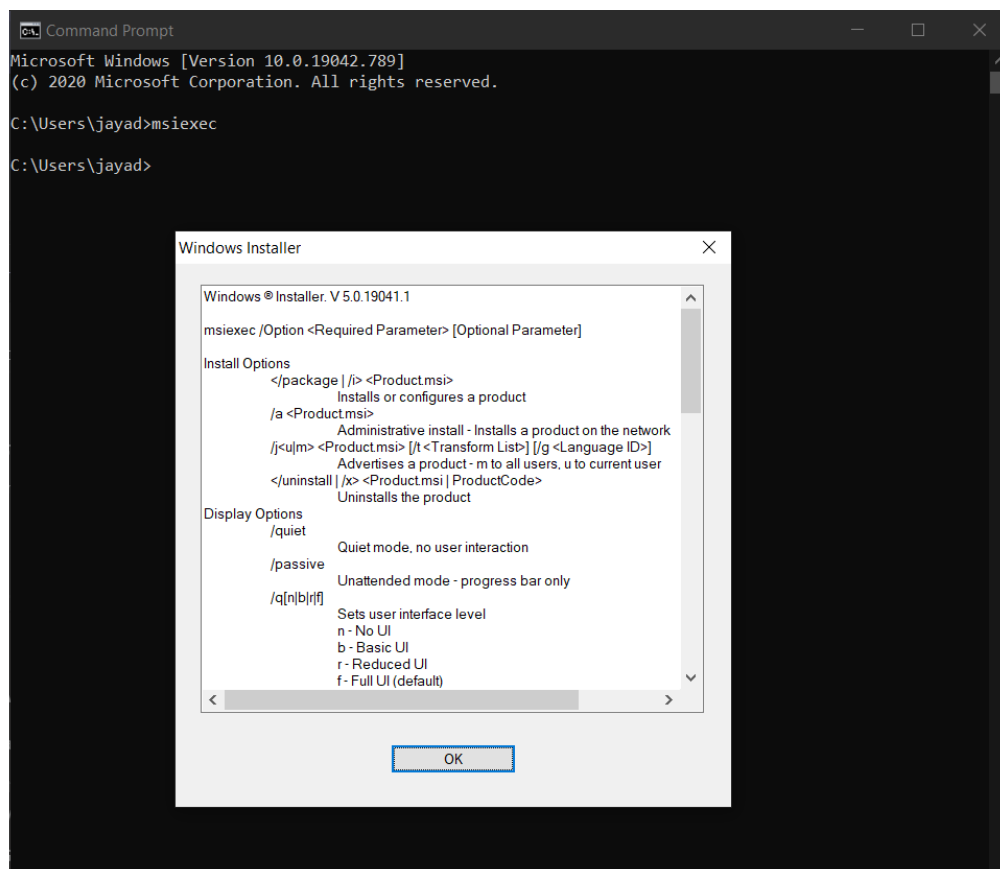 Command Prompt
Microsoft Windows [Version 10.0.19042.789]
(c) 2020 Microsoft Corporation. All rights reserved.
C:\Users\jayad>msiexec
C:\Users\jayad>
Windows Installer
Windows ® Installer. V 5.0.19041.1
msiexec /Option <Required Parameter> [Optional Parameter]
Install Options
</package | /i> <Product.msi>
Installs or configures a product
/a <Product.msi>
Administrative install - Installs a product on the network
/j<u|m> <Product.msi> [/t <Transform List>] [/g <Language ID>]
Advertises a product - m to all users, u to current user
</uninstall | /x> <Product.msi | ProductCode>
Uninstalls the product
Display Options
/quiet
Quiet mode, no user interaction
/passive
Unattended mode - progress bar only
/q[n|b|r|f]
Sets user interface level
n - No UI
b - Basic UI
r - Reduced UI
f - Full UI (default)
OK